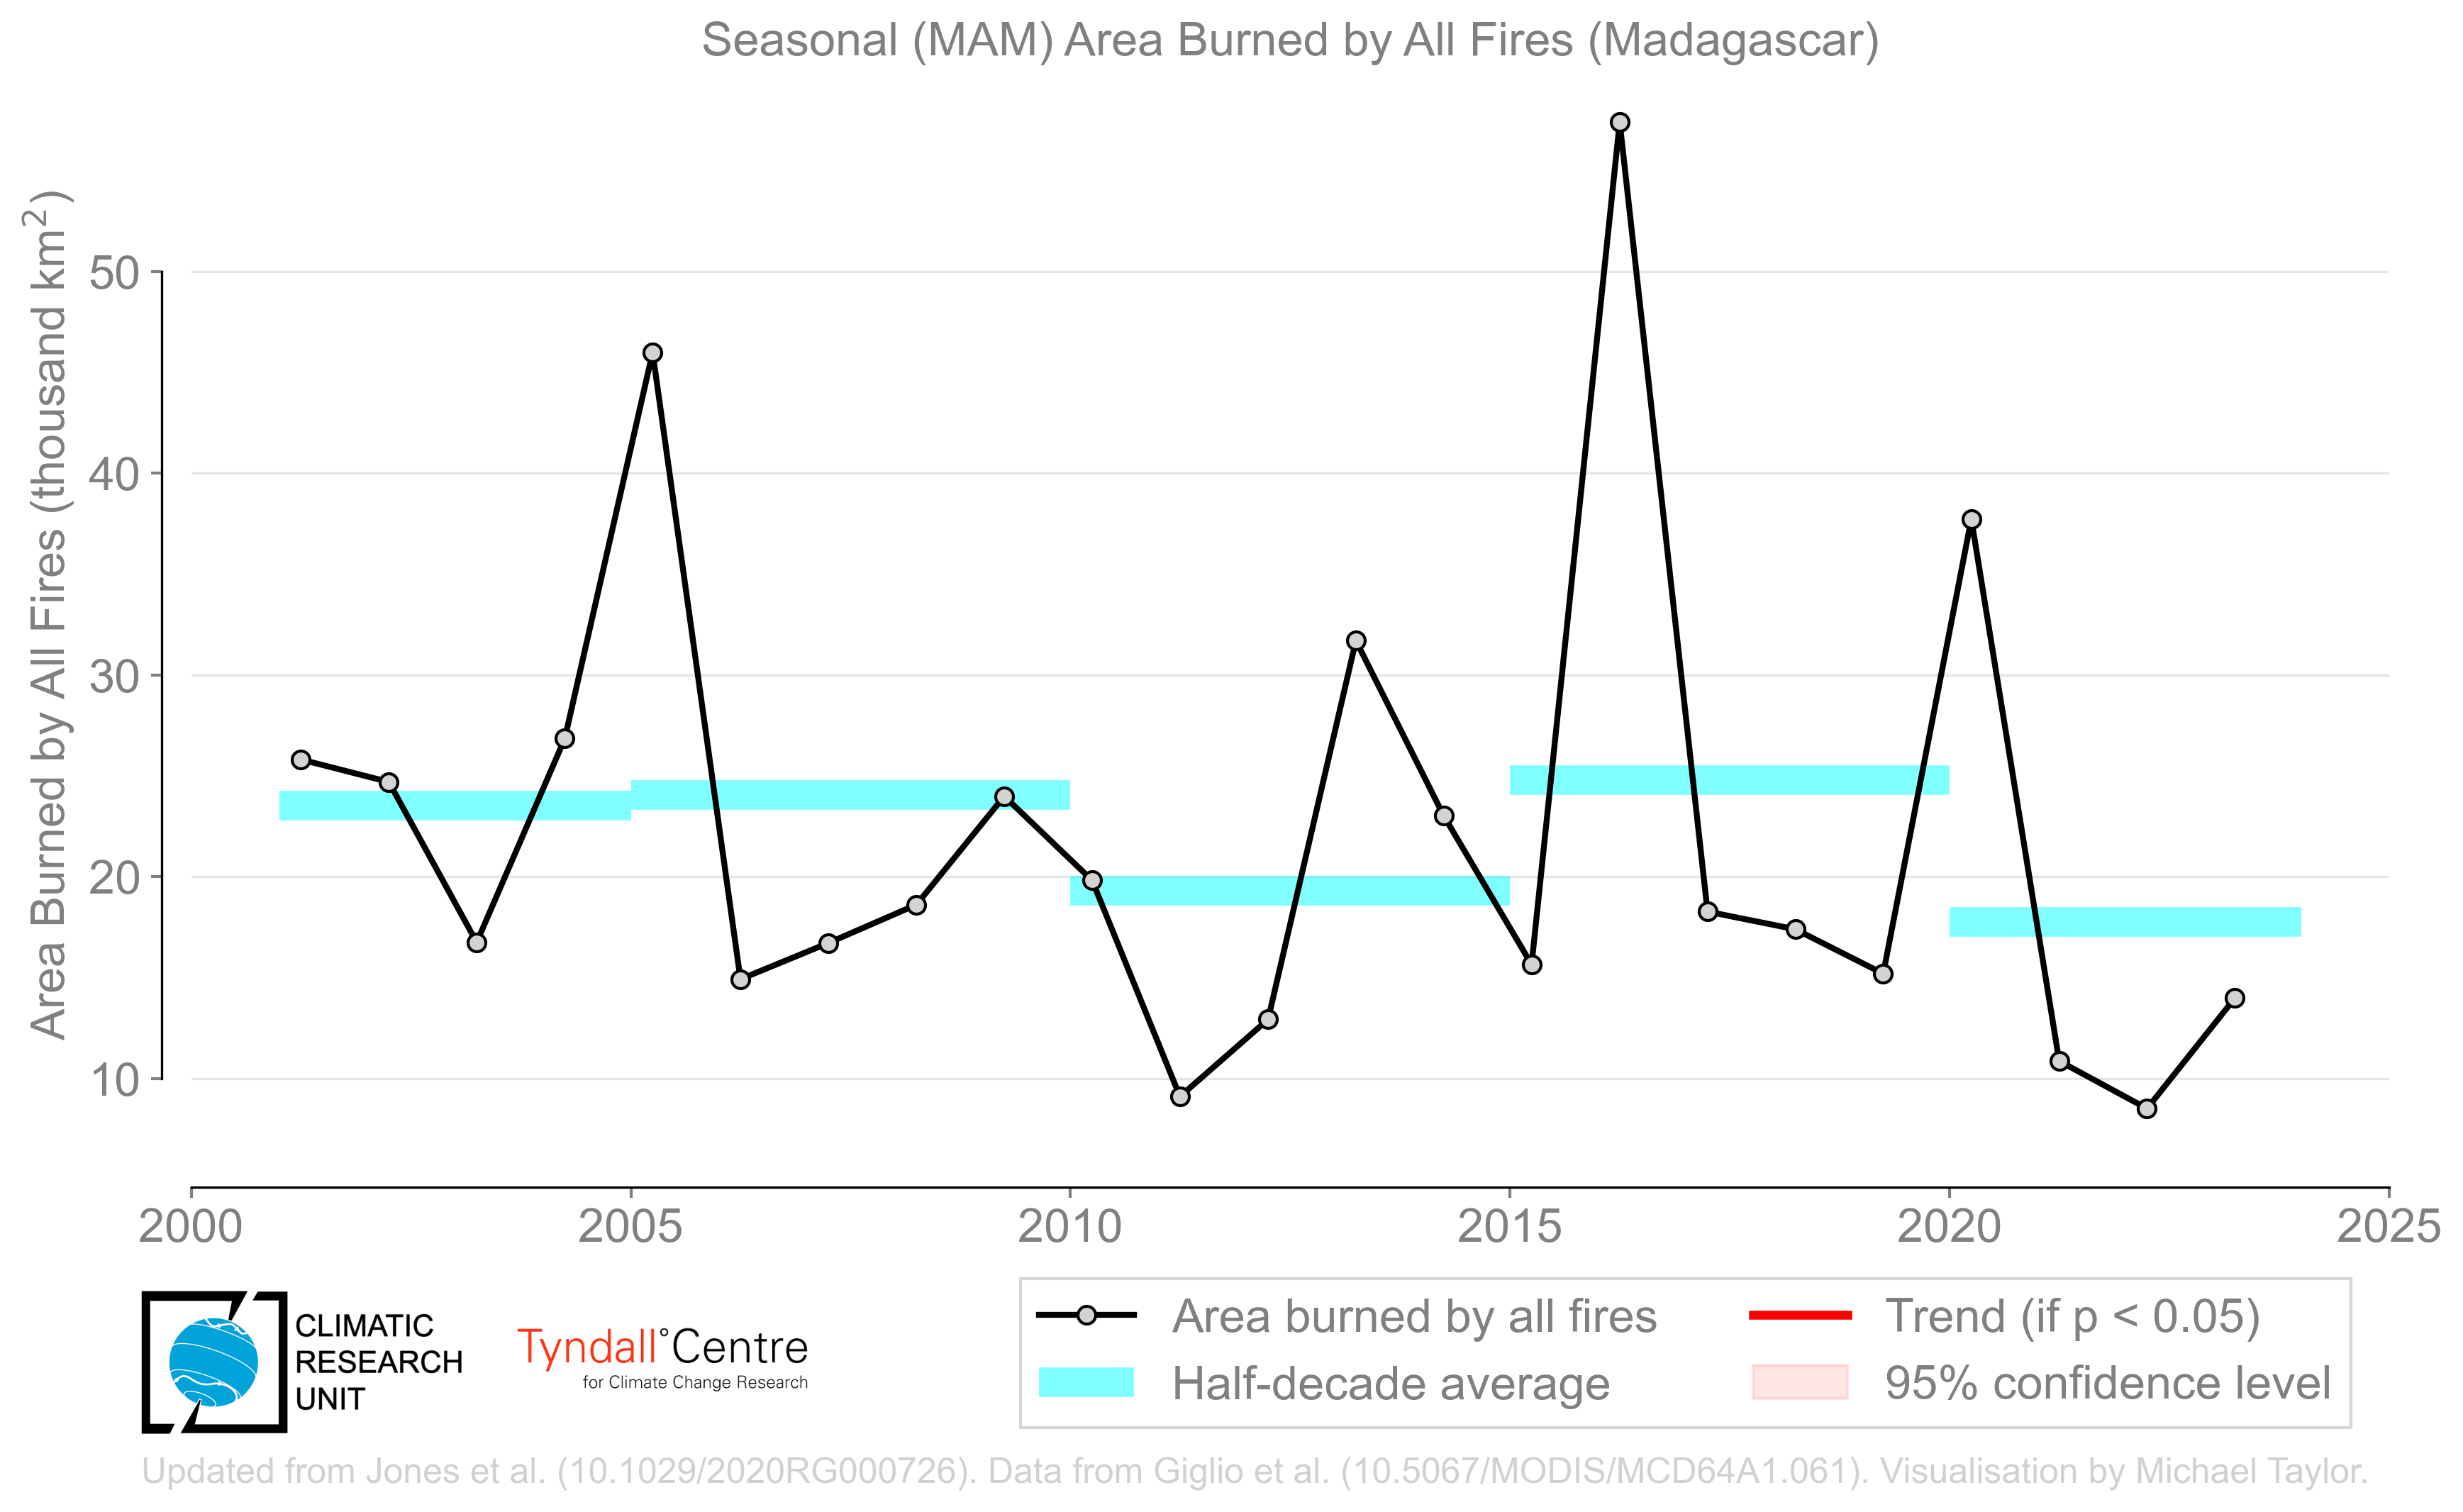 Seasonal (MAM) Area Burned by All Fires (Madagascar)
Area Burned by All Fires (thousand km²)
50
40
30
20
10
2000 2005 2010 2015 2020 2025
CLIMATIC
RESEARCH
UNIT
Tyndall°Centre
for Climate Change Research
Area burned by all fires
Half-decade average
Trend (if p < 0.05)
95% confidence level
Updated from Jones et al. (10.1029/2020RG000726). Data from Giglio et al. (10.5067/MODIS/MCD64A1.061). Visualisation by Michael Taylor.